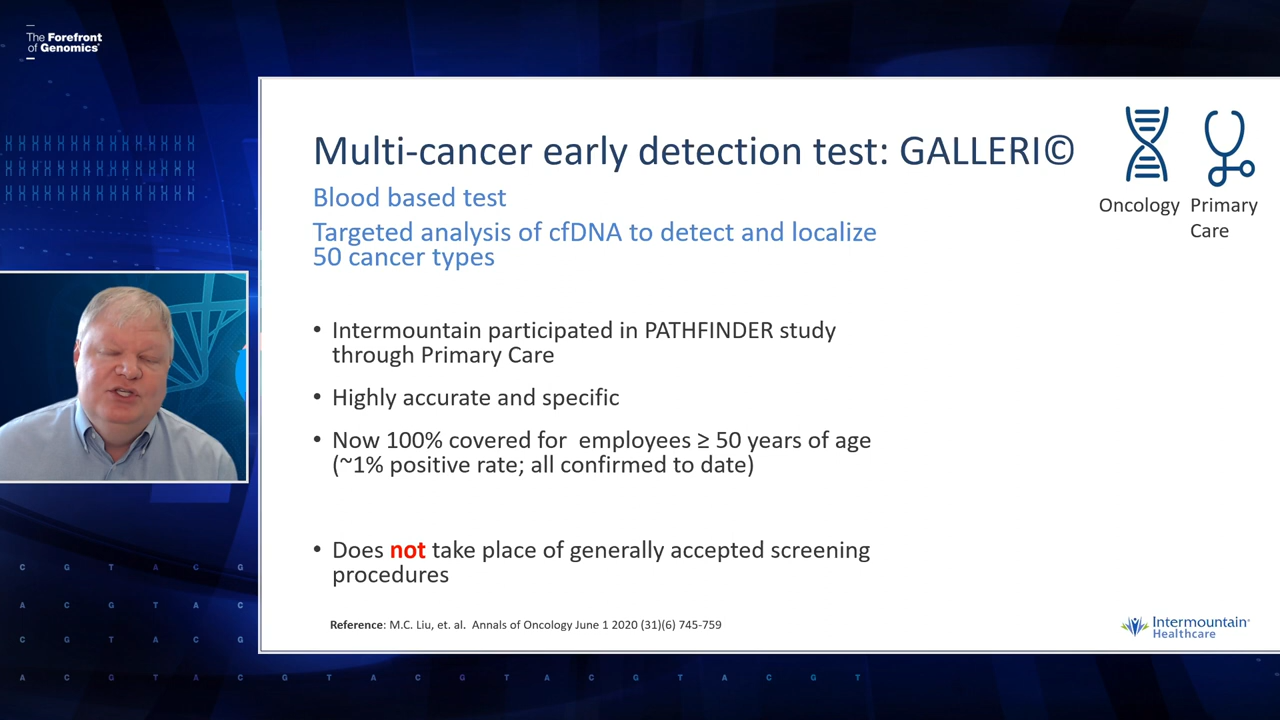 The Forefront
of Genomics®
Multi-cancer early detection test: GALLERI©
Blood based test
Targeted analysis of cfDNA to detect and localize
50 cancer types
Oncology
Primary
Care
• Intermountain participated in PATHFINDER study
through Primary Care
• Highly accurate and specific
• Now 100% covered for employees ≥ 50 years of age
(~1% positive rate; all confirmed to date)
• Does not take place of generally accepted screening
procedures
Reference: M.C. Liu, et. al. Annals of Oncology June 1 2020 (31)(6) 745-759
Intermountain®
Healthcare
C G T A C G
A C G T A C
C G T A C G
A C G T A C G T A C G T A C G T A C G T